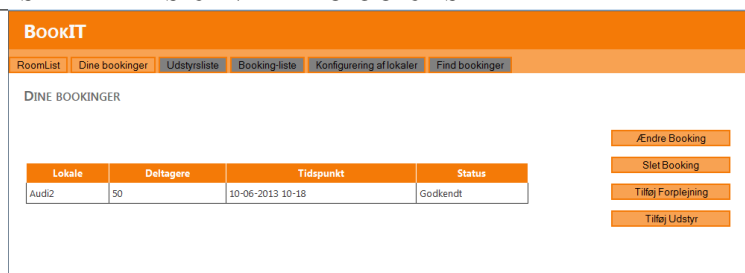 BookIT
RoomList Dine bookinger Udstyrsliste Booking-liste Konfigurering af lokaler Find bookinger
Dine bookinger
Ændre Booking
Slet Booking
Tilføj Forplejning
Tilføj Udstyr
Lokale Deltagere Tidspunkt Status
Audi2 50 10-06-2013 10-18 Godkendt